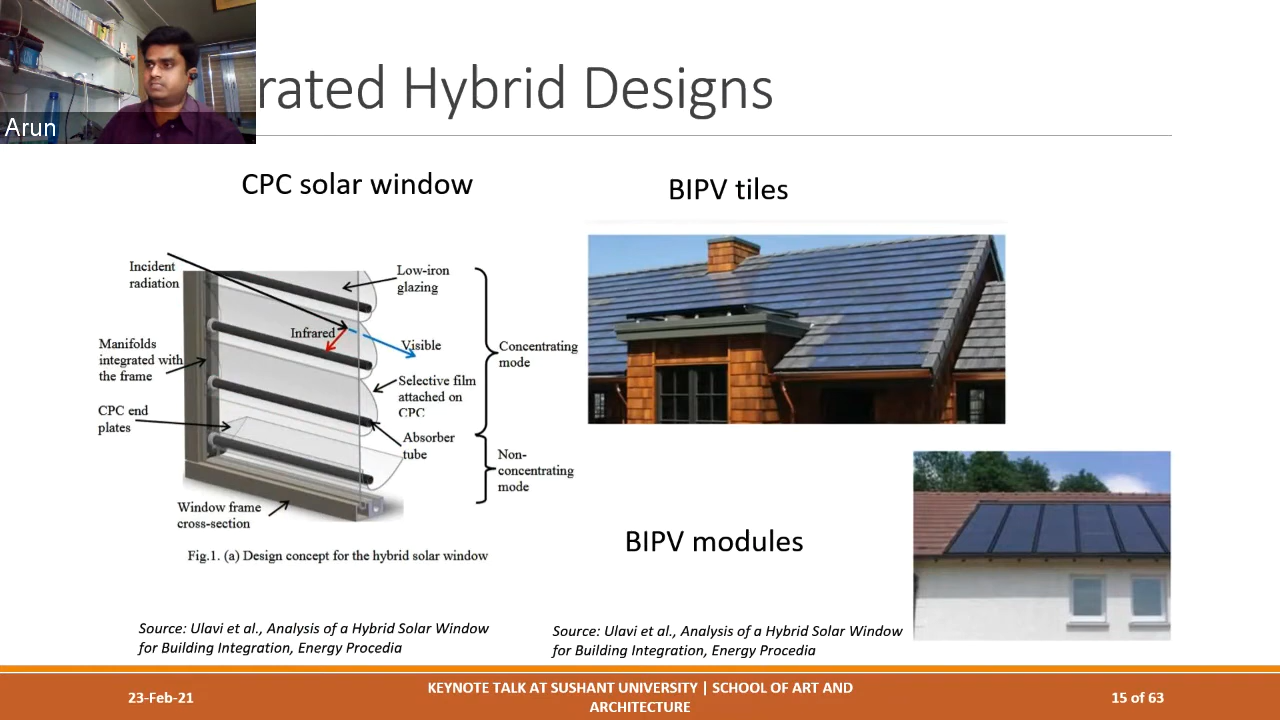 Arun
rated Hybrid Designs
CPC solar window
BIPV tiles
Incident
radiation
Low-iron
glazing
Infrared
Visible
Concentrating
mode
Manifolds
integrated with
the frame
Selective film
attached on
CPC
CPC end
plates
Absorber
tube
Non-
concentrating
mode
Window frame
cross-section
Fig.1. (a) Design concept for the hybrid solar window
BIPV modules
Source: Ulavi et al., Analysis of a Hybrid Solar Window
for Building Integration, Energy Procedia
Source: Ulavi et al., Analysis of a Hybrid Solar Window
for Building Integration, Energy Procedia
23-Feb-21
KEYNOTE TALK AT SUSHANT UNIVERSITY | SCHOOL OF ART AND
ARCHITECTURE
15 of 63